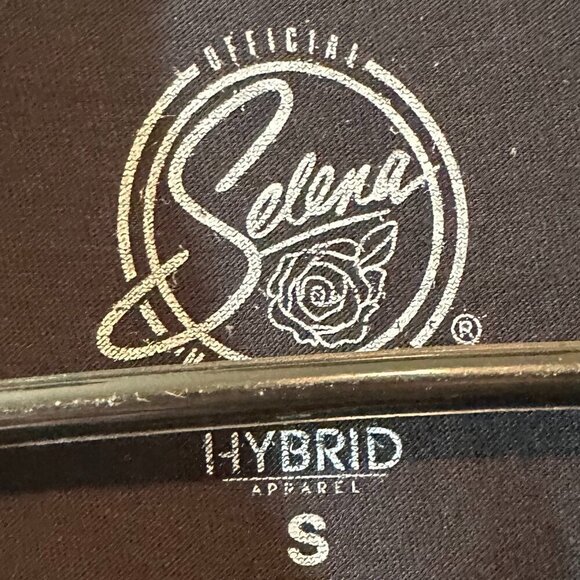 OFFICIAL
Selena
®
HYBRID
APPAREL
S